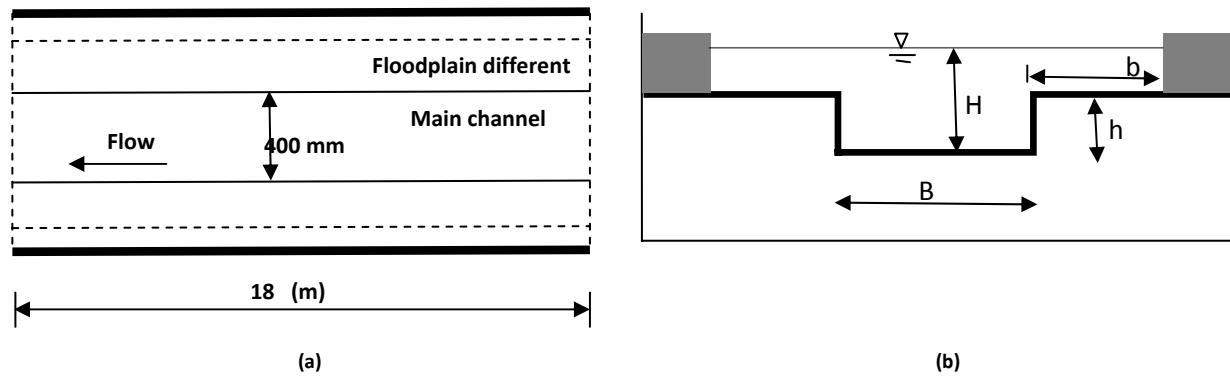 Floodplain different
Main channel
Flow
400 mm
18 (m)
(a)
b
H
h
B
(b)